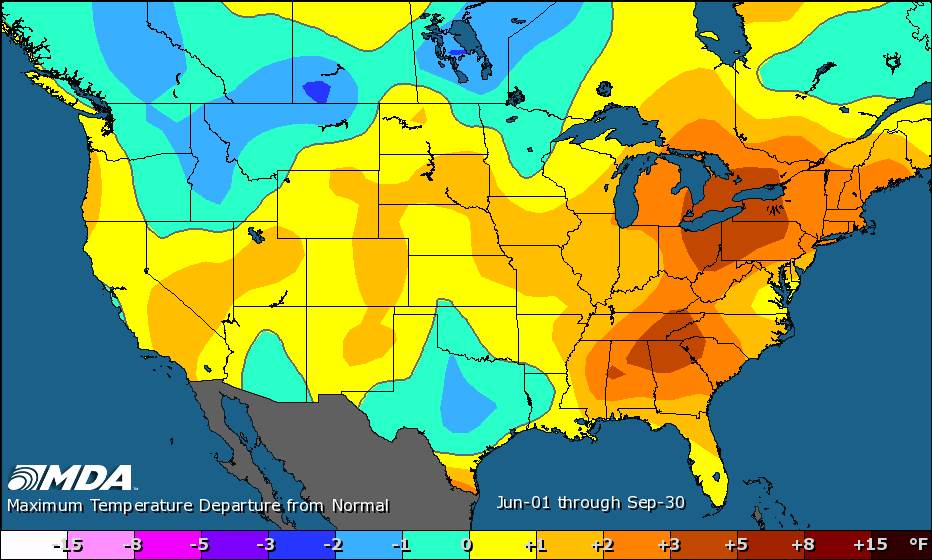 MDA
Maximum Temperature Departure from Normal
Jun-01 through Sep-30
-15 -8 -5 -3 -2 -1 0 +1 +2 +3 +5 +8 +15 °F